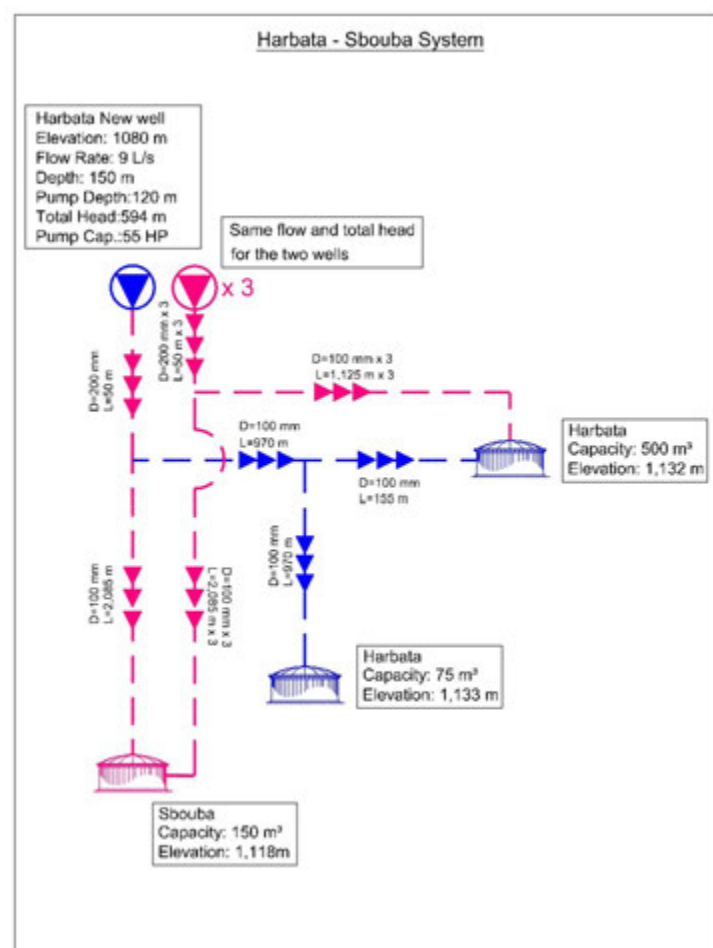 Harbata - Sbouba System
Harbata New well
Elevation: 1080 m
Flow Rate: 9 L/s
Depth: 150 m
Pump Depth:120 m
Total Head:594 m
Pump Cap.:55 HP
Same flow and total head
for the two wells
x 3
D=200 mm
L=50 m
D=200 mm x 3
L=50 m x 3
D=100 mm x 3
L=1,125 m x 3
D=100 mm
L=970 m
D=100 mm
L=155 m
Harbata
Capacity: 500 m³
Elevation: 1,132 m
D=100 mm
L=970 m
D=100 mm
L=2,085 m
D=100 mm x 3
L=2,085 m x 3
Harbata
Capacity: 75 m³
Elevation: 1,133 m
Sbouba
Capacity: 150 m³
Elevation: 1,118m